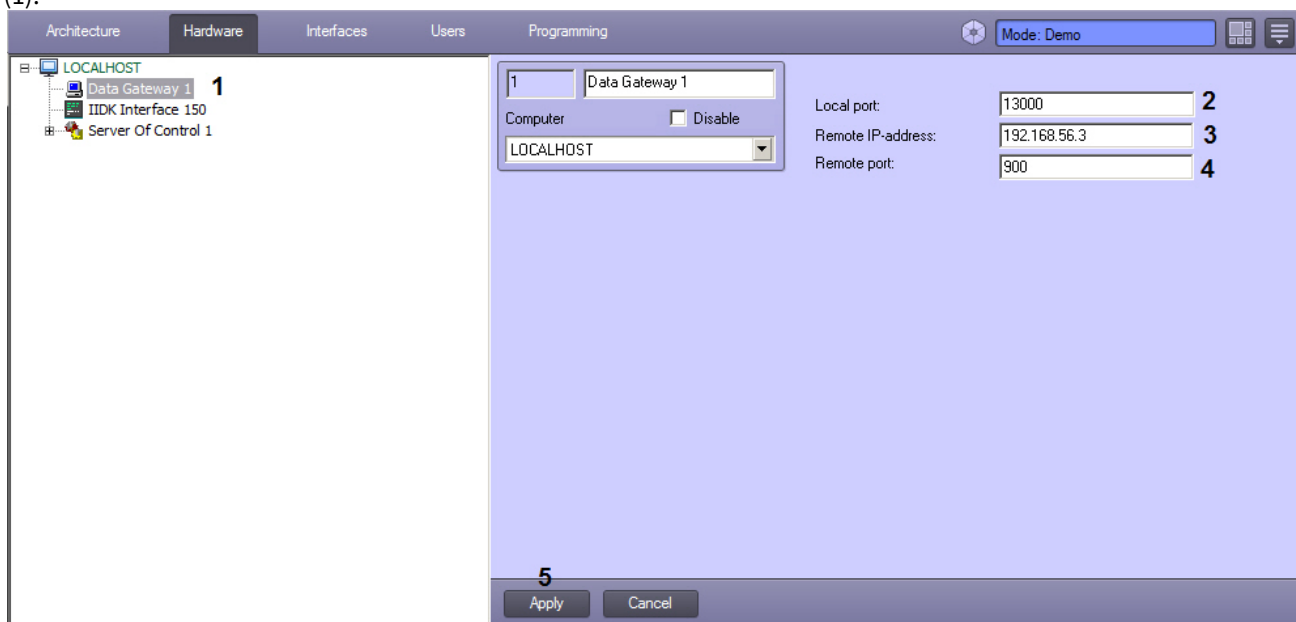 (1).
Architecture Hardware Interfaces Users Programming Mode: Demo
LOCALHOST
Data Gateway 1 1
IIDK Interface 150
Server Of Control 1
1 Data Gateway 1
Computer Disable
LOCALHOST
Local port: 13000 2
Remote IP-address: 192.168.56.3 3
Remote port: 900 4
5
Apply Cancel